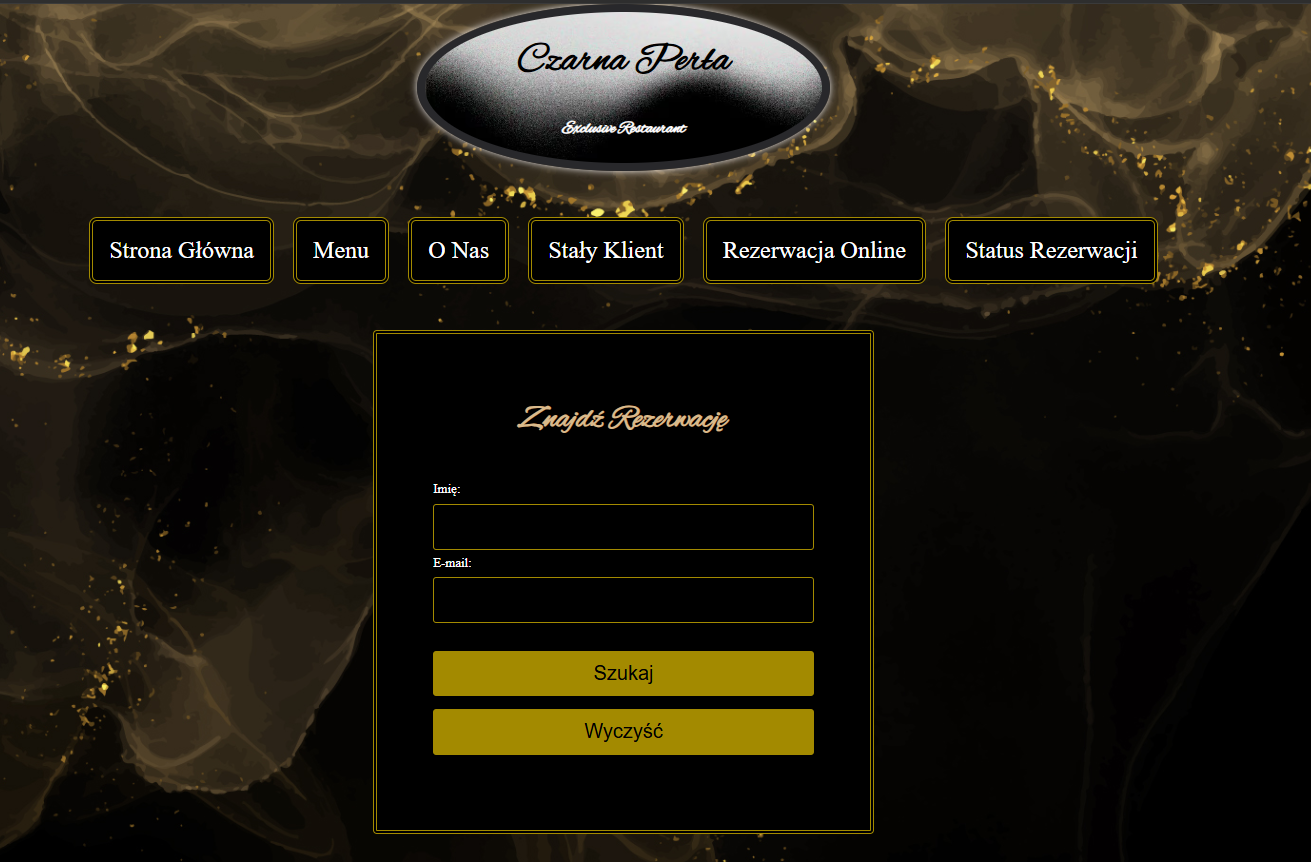 Czarna Perła
Exclusive Restaurant
Strona Główna Menu O Nas Stały Klient Rezerwacja Online Status Rezerwacji
Znajdź Rezerwację
Imię:
E-mail:
Szukaj
Wyczyść